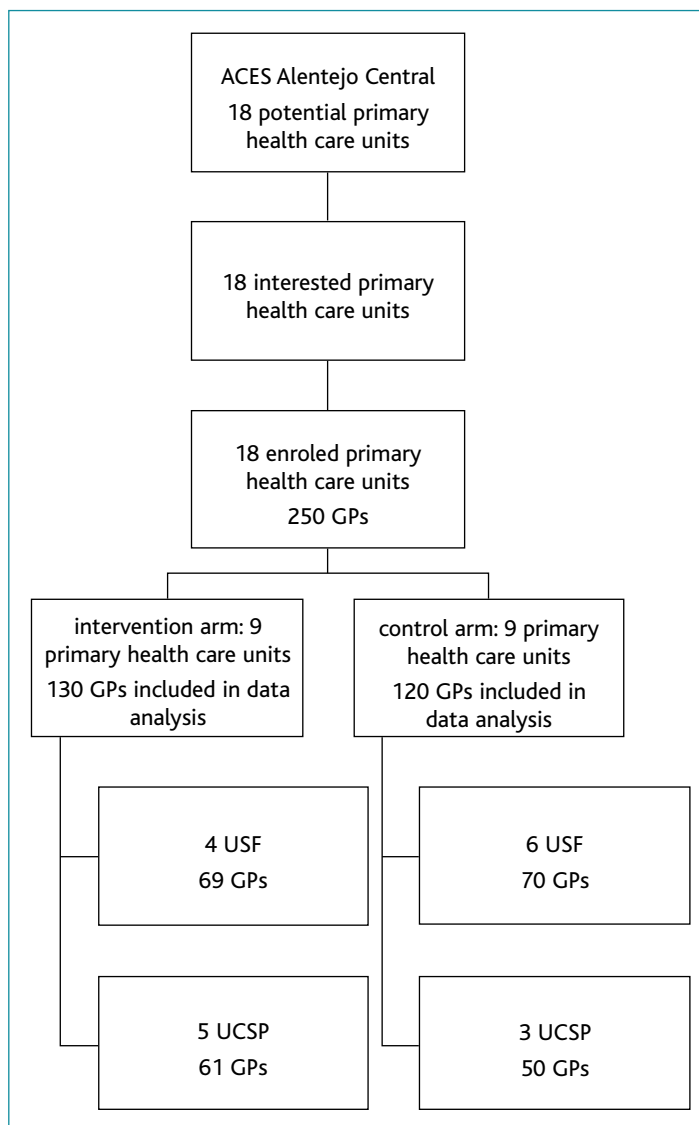 ACES Alentejo Central
18 potential primary
health care units
18 interested primary
health care units
18 enroled primary
health care units
250 GPs
intervention arm: 9
primary health care units
130 GPs included in data
analysis
control arm: 9 primary
health care units
120 GPs included in
data analysis
4 USF
69 GPs
6 USF
70 GPs
5 UCSP
61 GPs
3 UCSP
50 GPs